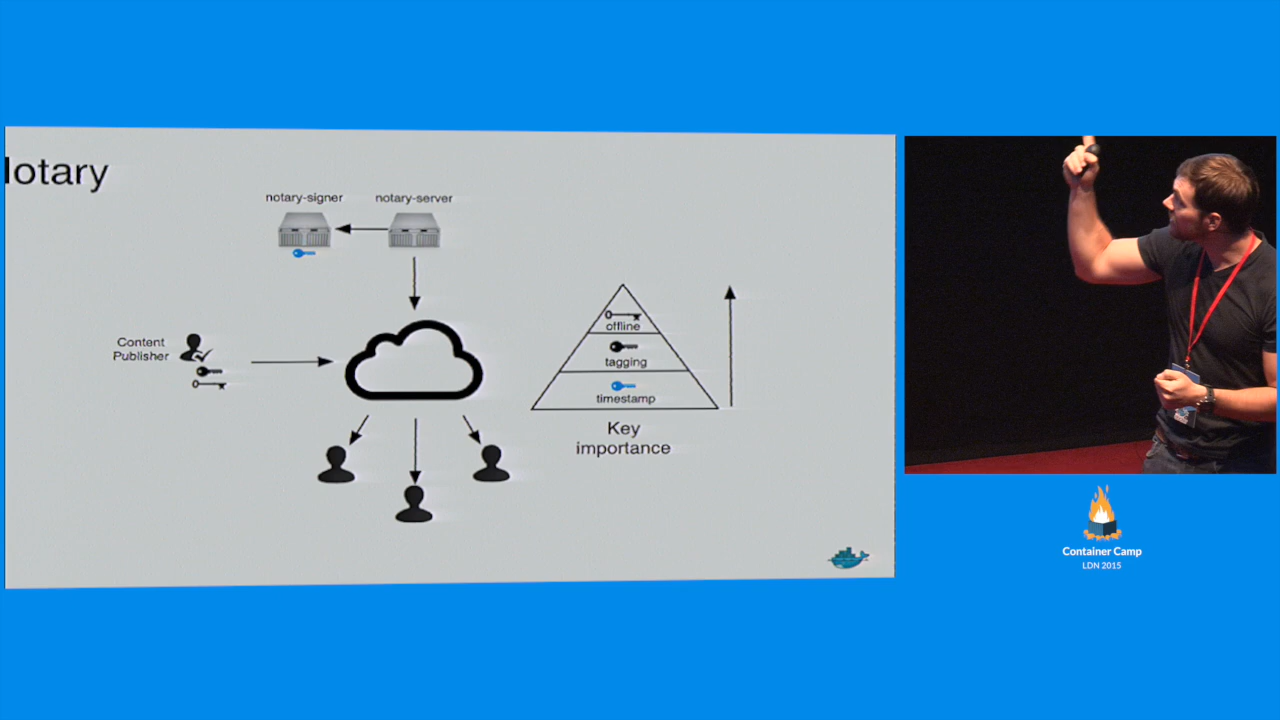 lotary
notary-signer
notary-server
Content
Publisher
offline
tagging
timestamp
Key
importance
Container Camp
LDN 2015